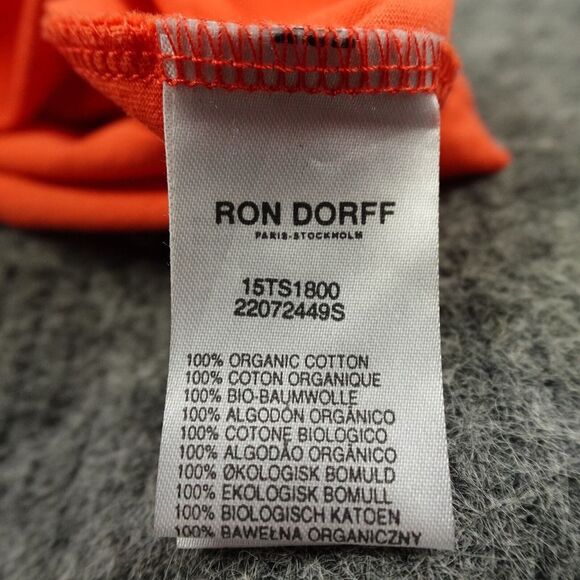 RON DORFF
PARIS-STOCKHOLM
15TS1800
22072449S
100% ORGANIC COTTON
100% COTON ORGANIQUE
100% BIO-BAUMWOLLE
100% ALGODÓN ORGÁNICO
100% COTONE BIOLOGICO
100% ALGODÃO ORGÂNICO
100% ØKOLOGISK BOMULD
100% EKOLOGISK BOMULL
100% BIOLOGISCH KATOEN
100% BAWEŁNA ORGANICZNY